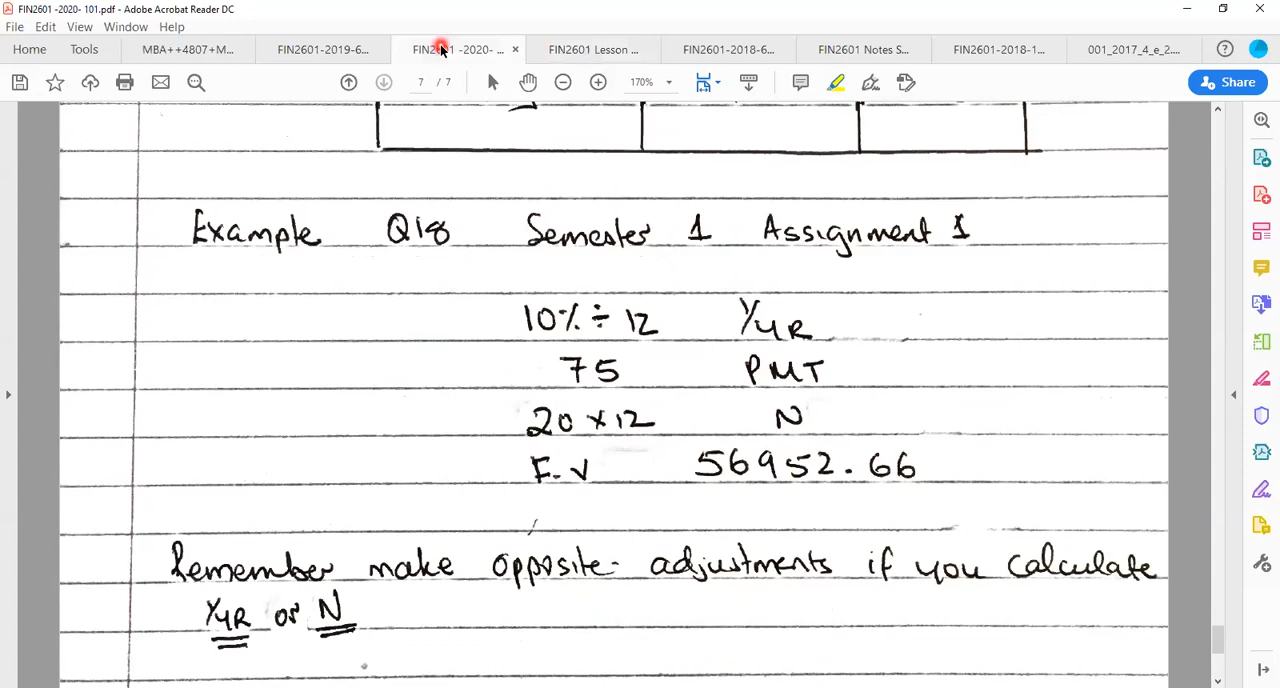 FIN2601 -2020- 101.pdf - Adobe Acrobat Reader DC
File Edit View Window Help
Home Tools MBA++4807+M... FIN2601-2019-6... FIN2601 -2020- ... × FIN2601 Lesson ... FIN2601-2018-6... FIN2601 Notes S... FIN2601-2018-1... 001_2017_4_e_2....
7 / 7 170% Share
Example Q18 Semester 1 Assignment 1
10% ÷ 12 I/YR
75 PMT
20 x 12 N
F.V 56952.66
Remember make opposite adjustments if you calculate
I/YR or N